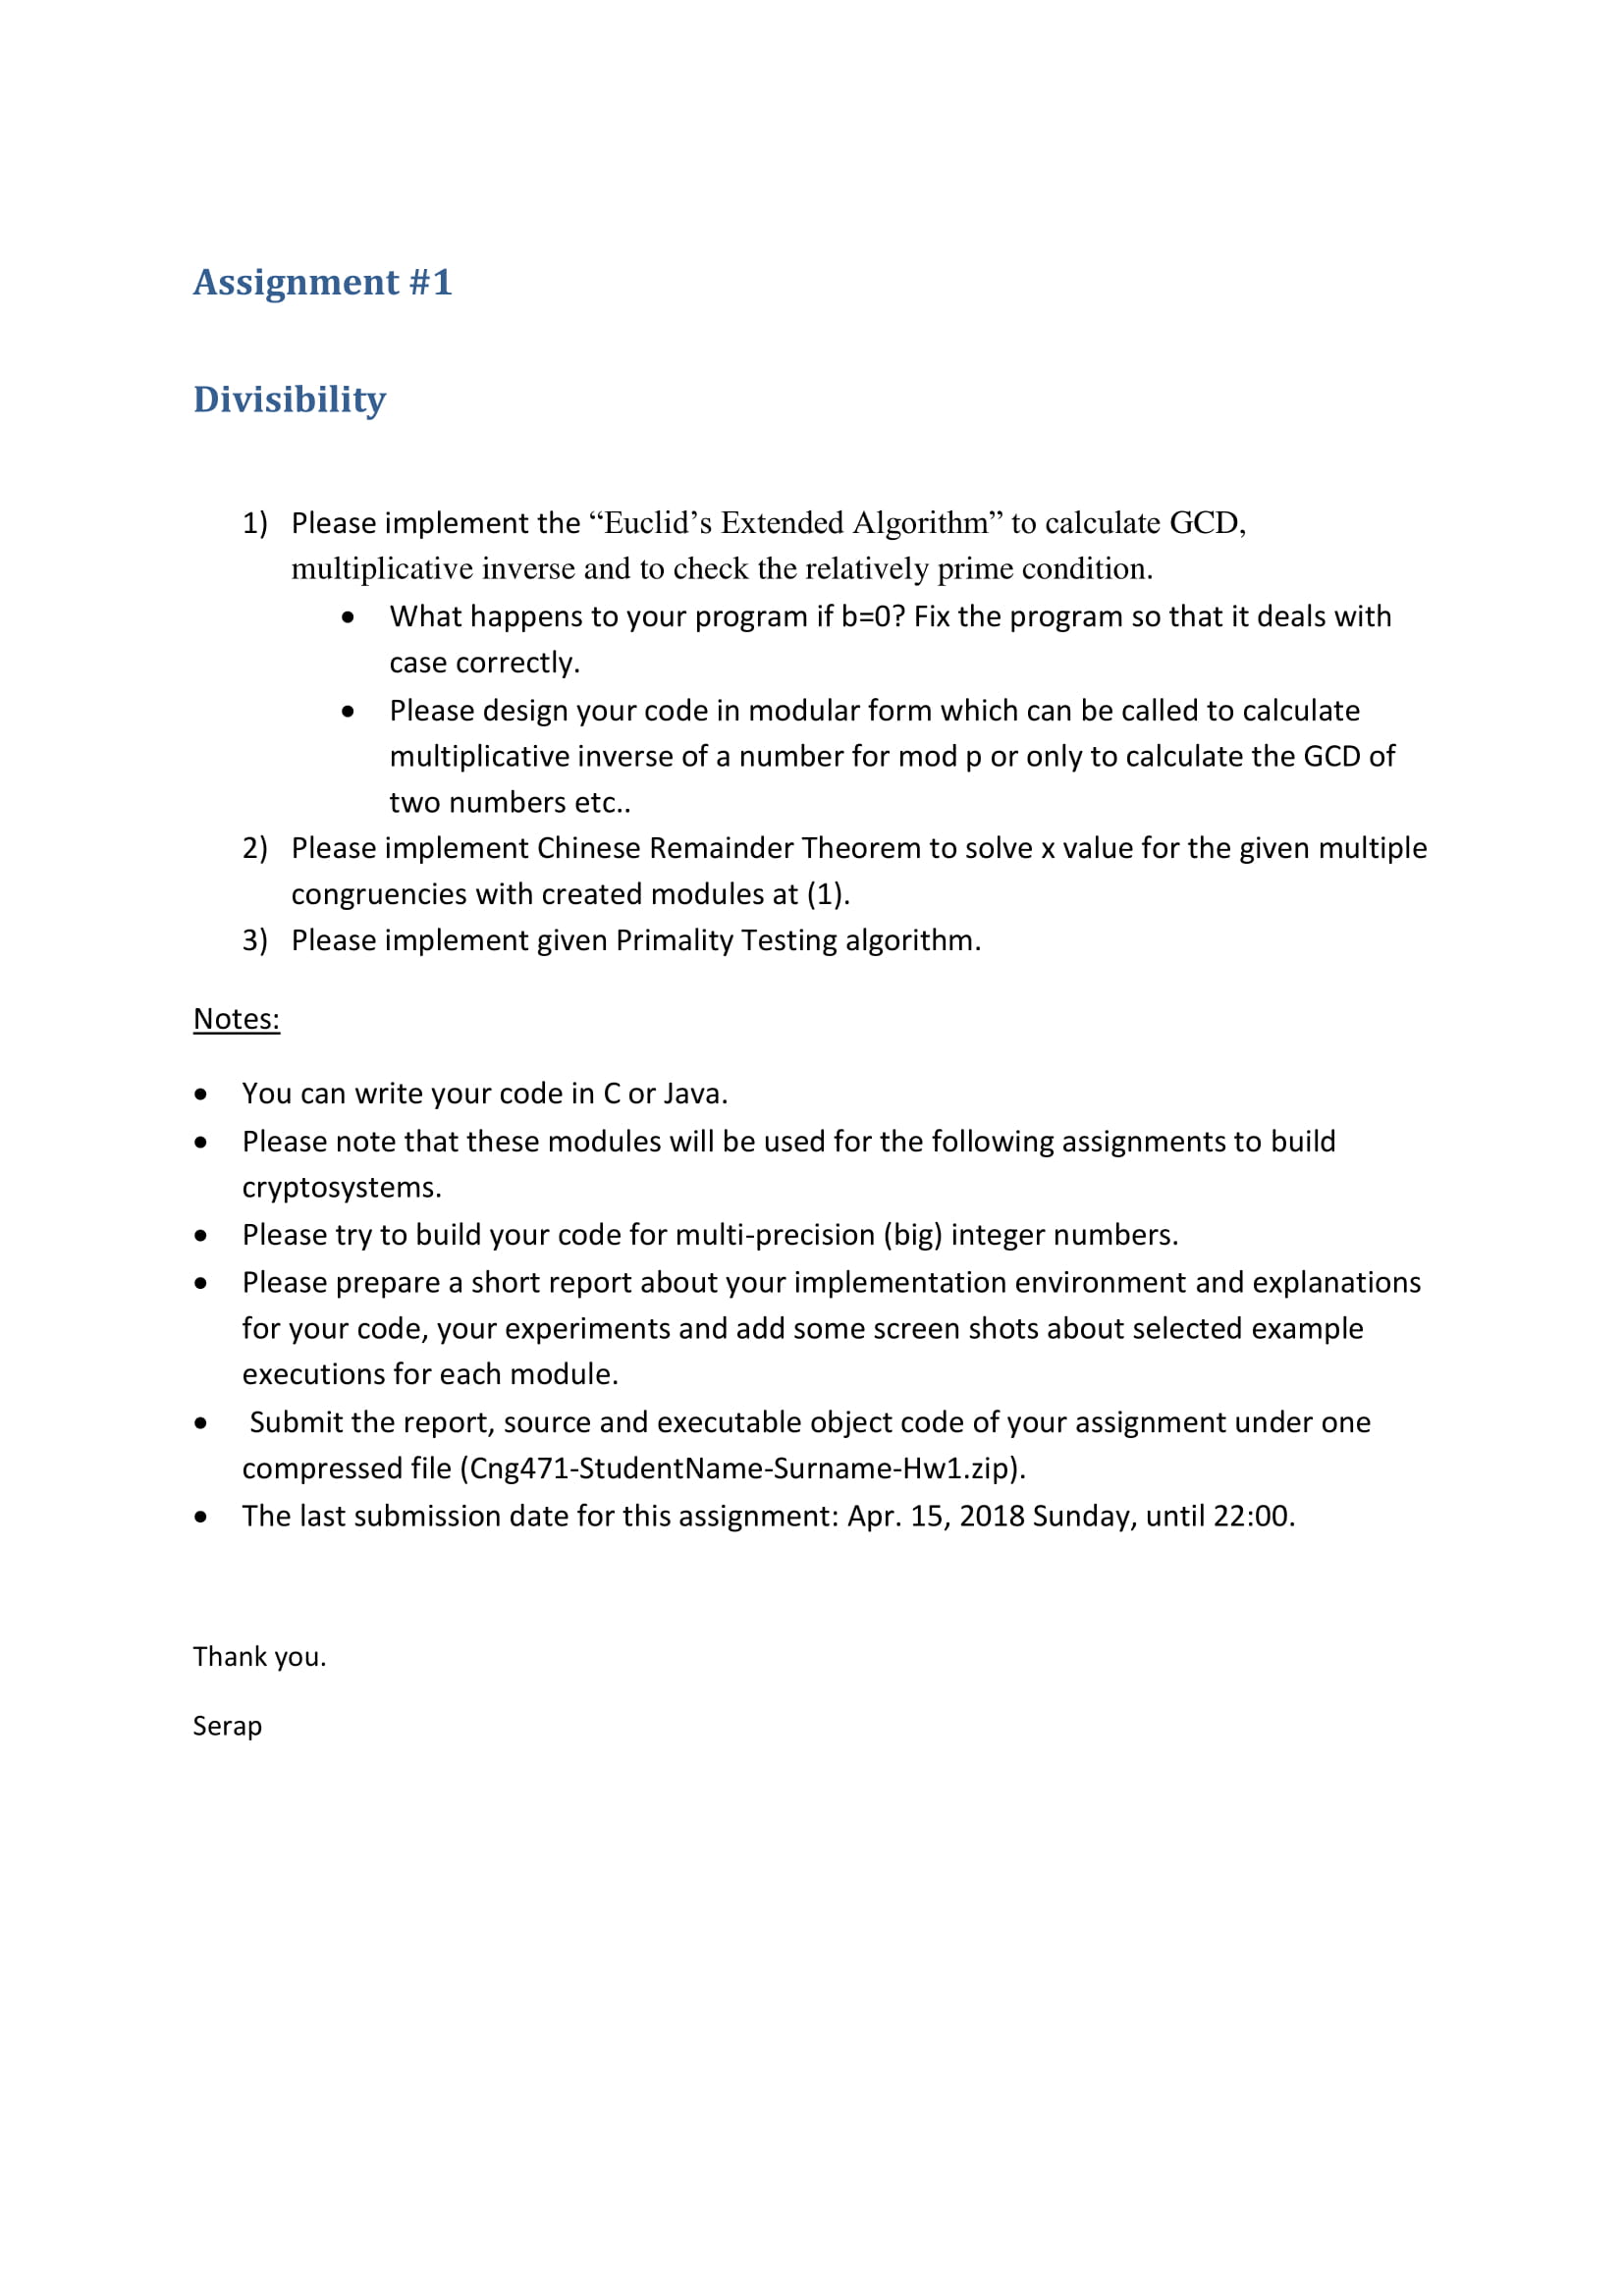 Assignment #1
Divisibility
1) Please implement the “Euclid’s Extended Algorithm” to calculate GCD,
multiplicative inverse and to check the relatively prime condition.
• What happens to your program if b=0? Fix the program so that it deals with
case correctly.
• Please design your code in modular form which can be called to calculate
multiplicative inverse of a number for mod p or only to calculate the GCD of
two numbers etc..
2) Please implement Chinese Remainder Theorem to solve x value for the given multiple
congruencies with created modules at (1).
3) Please implement given Primality Testing algorithm.
Notes:
• You can write your code in C or Java.
• Please note that these modules will be used for the following assignments to build
cryptosystems.
• Please try to build your code for multi-precision (big) integer numbers.
• Please prepare a short report about your implementation environment and explanations
for your code, your experiments and add some screen shots about selected example
executions for each module.
• Submit the report, source and executable object code of your assignment under one
compressed file (Cng471-StudentName-Surname-Hw1.zip).
• The last submission date for this assignment: Apr. 15, 2018 Sunday, until 22:00.
Thank you.
Serap